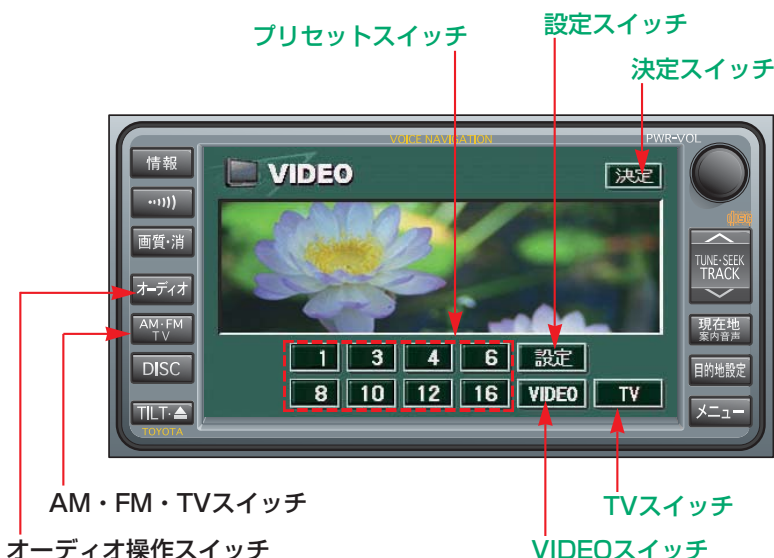 プリセットスイッチ
設定スイッチ
決定スイッチ
VOICE NAVIGATION
PWR-VOL
情報
画質・消
オーディオ
AM・FM
TV
DISC
TILT・
TOYOTA
VIDEO
決定
1 3 4 6 設定
8 10 12 16 VIDEO TV
disc
TUNE・SEEK
TRACK
現在地
案内音声
目的地設定
メニュー
AM・FM・TVスイッチ
TVスイッチ
オーディオ操作スイッチ
VIDEOスイッチ